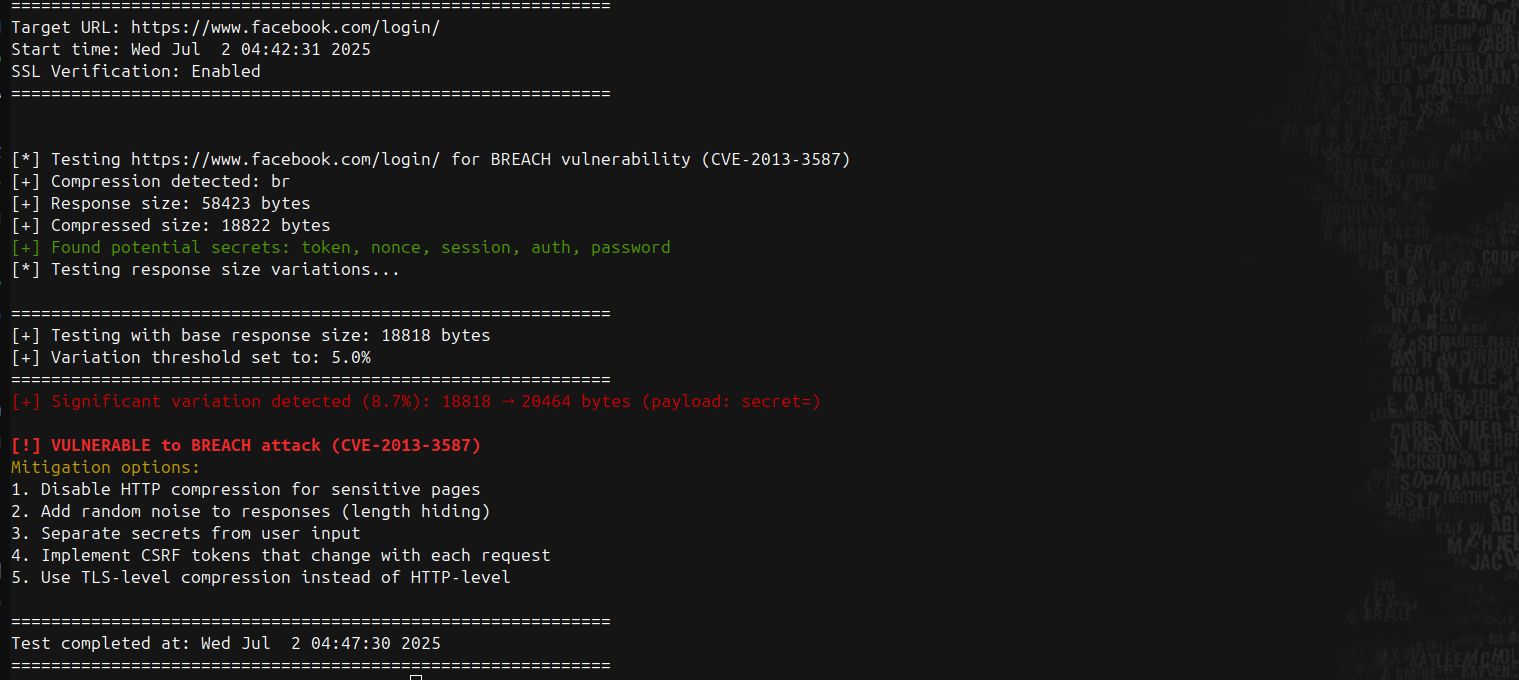 ============================================================
Target URL: https://www.facebook.com/login/
Start time: Wed Jul  2 04:42:31 2025
SSL Verification: Enabled
============================================================
[*] Testing https://www.facebook.com/login/ for BREACH vulnerability (CVE-2013-3587)
[+] Compression detected: br
[+] Response size: 58423 bytes
[+] Compressed size: 18822 bytes
[+] Found potential secrets: token, nonce, session, auth, password
[*] Testing response size variations...
============================================================
[+] Testing with base response size: 18818 bytes
[+] Variation threshold set to: 5.0%
============================================================
[+] Significant variation detected (8.7%): 18818 → 20464 bytes (payload: secret=)
[!] VULNERABLE to BREACH attack (CVE-2013-3587)
Mitigation options:
1. Disable HTTP compression for sensitive pages
2. Add random noise to responses (length hiding)
3. Separate secrets from user input
4. Implement CSRF tokens that change with each request
5. Use TLS-level compression instead of HTTP-level
============================================================
Test completed at: Wed Jul  2 04:47:30 2025
============================================================